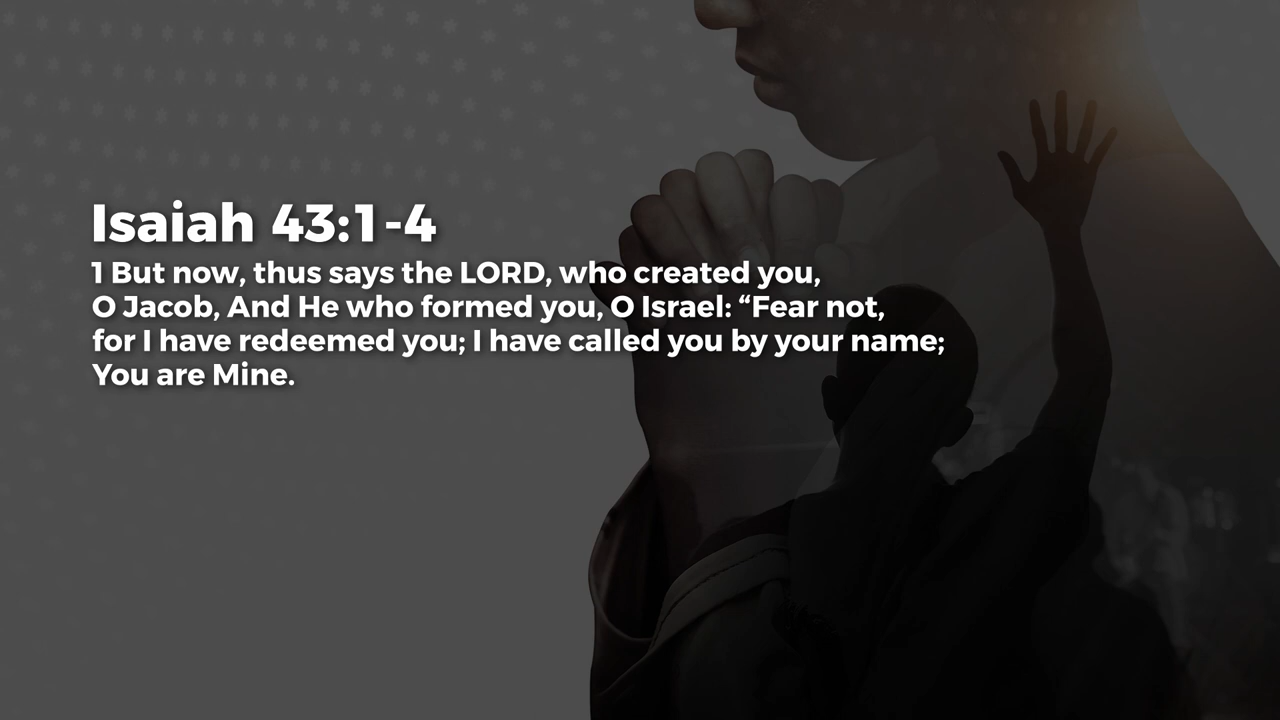 Isaiah 43:1-4
1 But now, thus says the LORD, who created you,
O Jacob, And He who formed you, O Israel: “Fear not,
for I have redeemed you; I have called you by your name;
You are Mine.